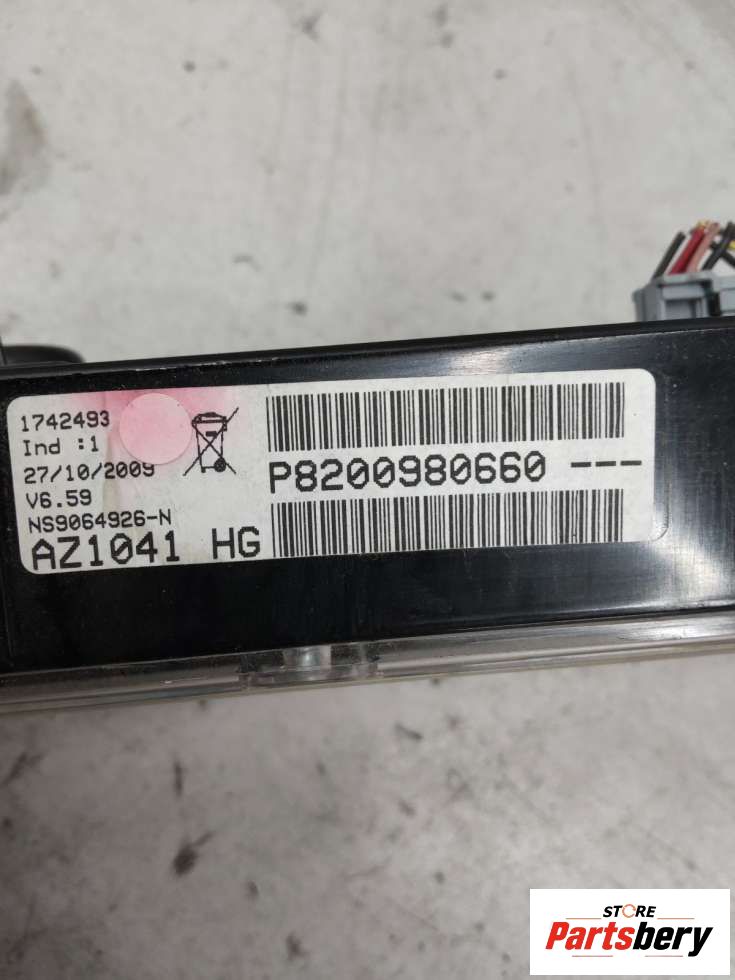 1742493
Ind :1
27/10/2009
V6.59
NS9064926-N
AZ1041 HG
P8200980660 ---
STORE
Partsbery